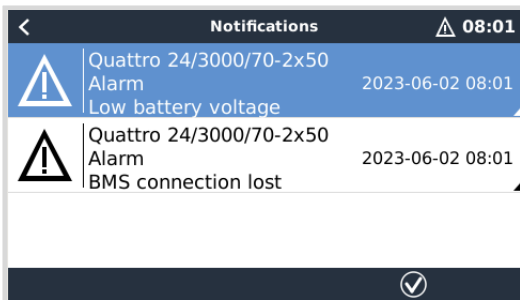 Notifications
08:01
Quattro 24/3000/70-2x50
Alarm
2023-06-02 08:01
Low battery voltage
Quattro 24/3000/70-2x50
Alarm
2023-06-02 08:01
BMS connection lost